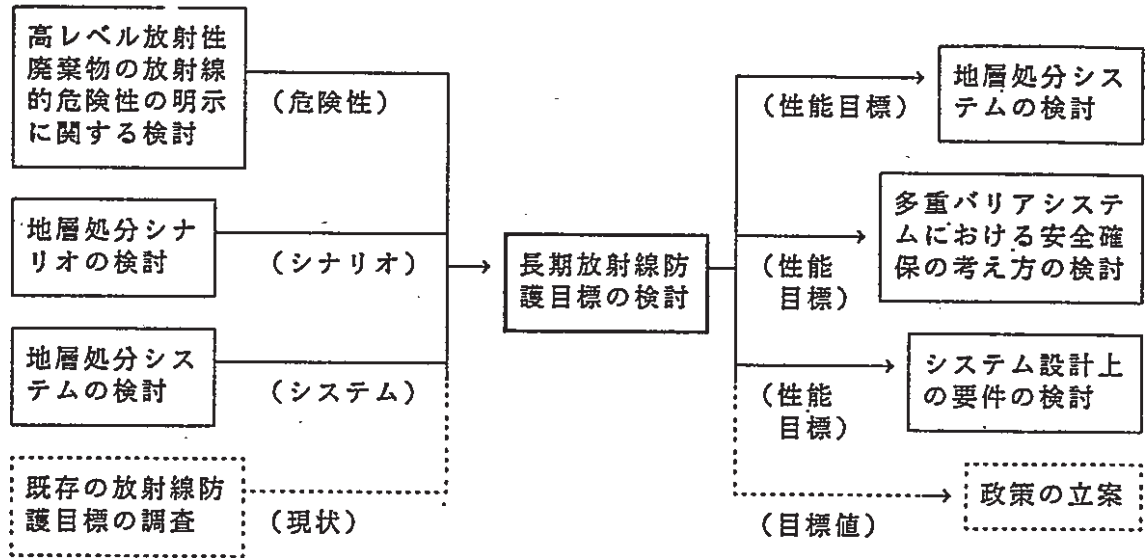 高レベル放射性
廃棄物の放射線
的危険性の明示
に関する検討
（危険性）
地層処分シナ
リオの検討
（シナリオ）
地層処分シス
テムの検討
（システム）
既存の放射線防
護目標の調査
（現状）
長期放射線防
護目標の検討
（性能目標）
地層処分シス
テムの検討
（性能
目標）
多重バリアシステ
ムにおける安全確
保の考え方の検討
（性能
目標）
システム設計上
の要件の検討
（目標値）
政策の立案